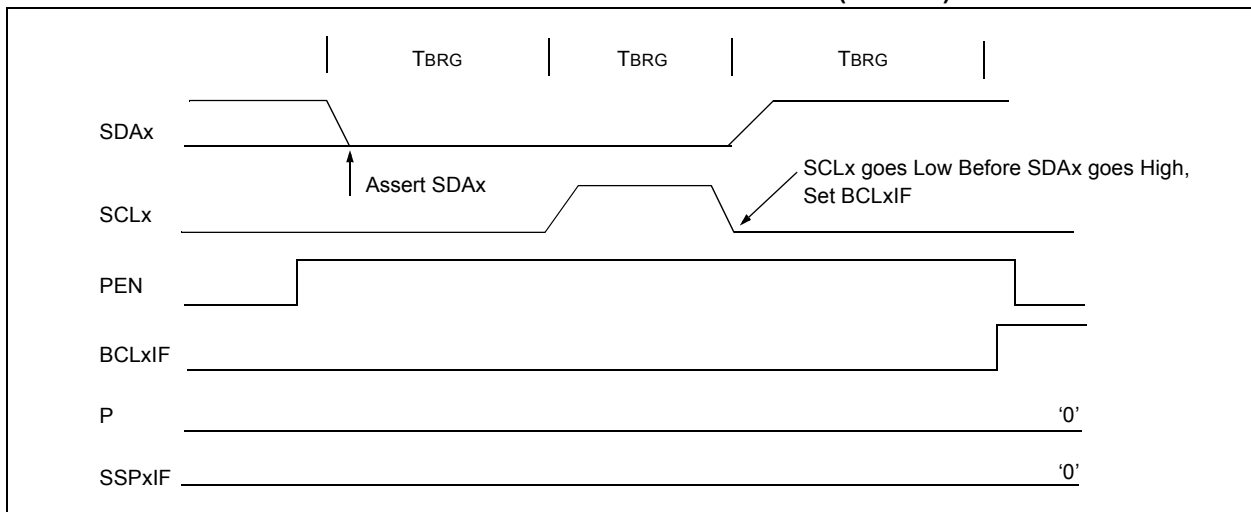 TBRG TBRG TBRG
SDAx
Assert SDAx
SCLx goes Low Before SDAx goes High,
Set BCLxIF
SCLx
PEN
BCLxIF
P ‘0’
SSPxIF ‘0’